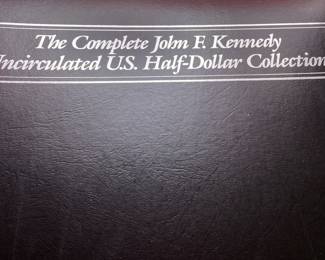 The Complete John F. Kennedy
Uncirculated U.S. Half-Dollar Collection